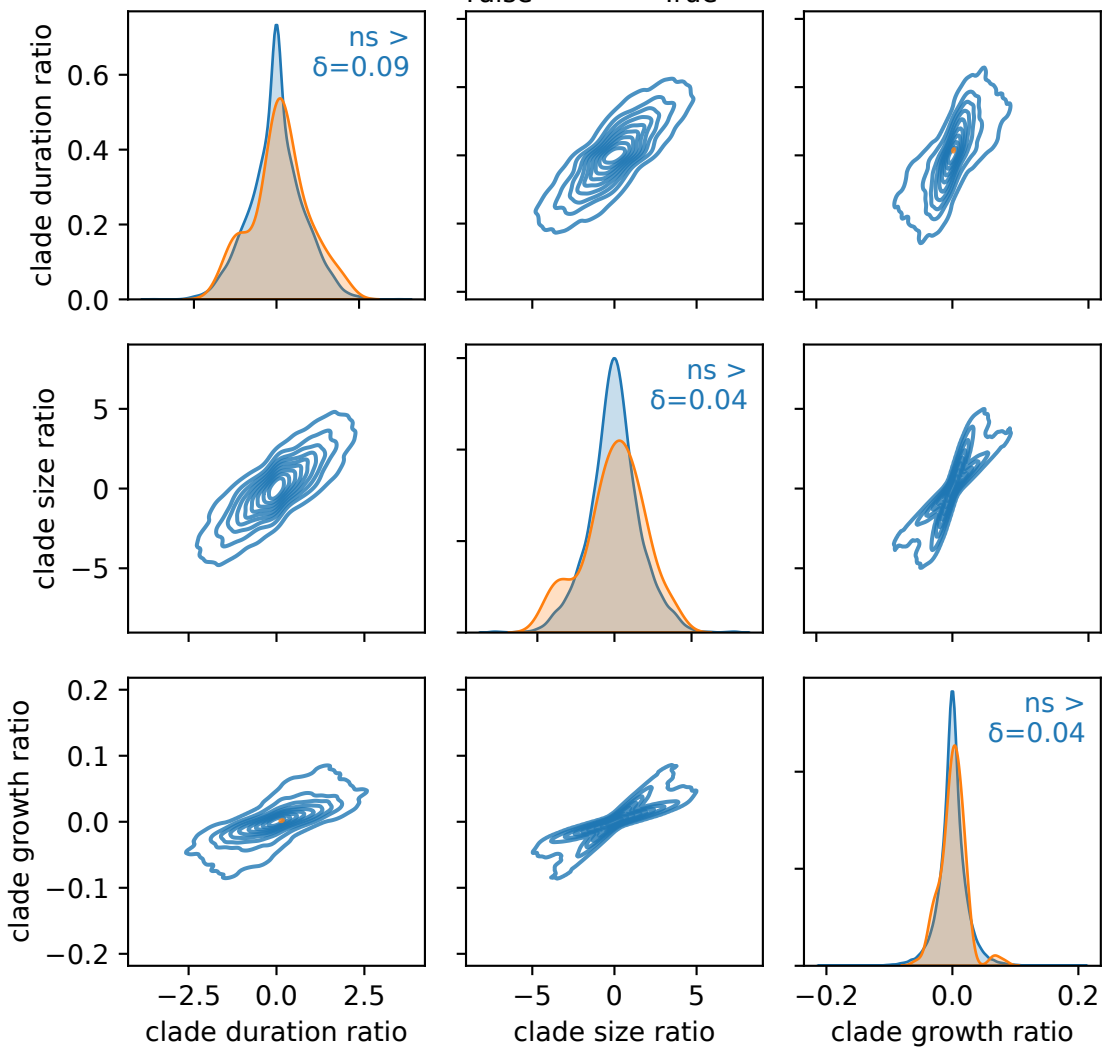 clade duration ratio
0.6
0.4
0.2
0.0
ns >
δ=0.09
clade size ratio
5
0
−5
ns >
δ=0.04
clade growth ratio
0.2
0.1
0.0
−0.1
−0.2
ns >
δ=0.04
−2.5 0.0 2.5
−5 0 5
−0.2 0.0 0.2
clade duration ratio
clade size ratio
clade growth ratio